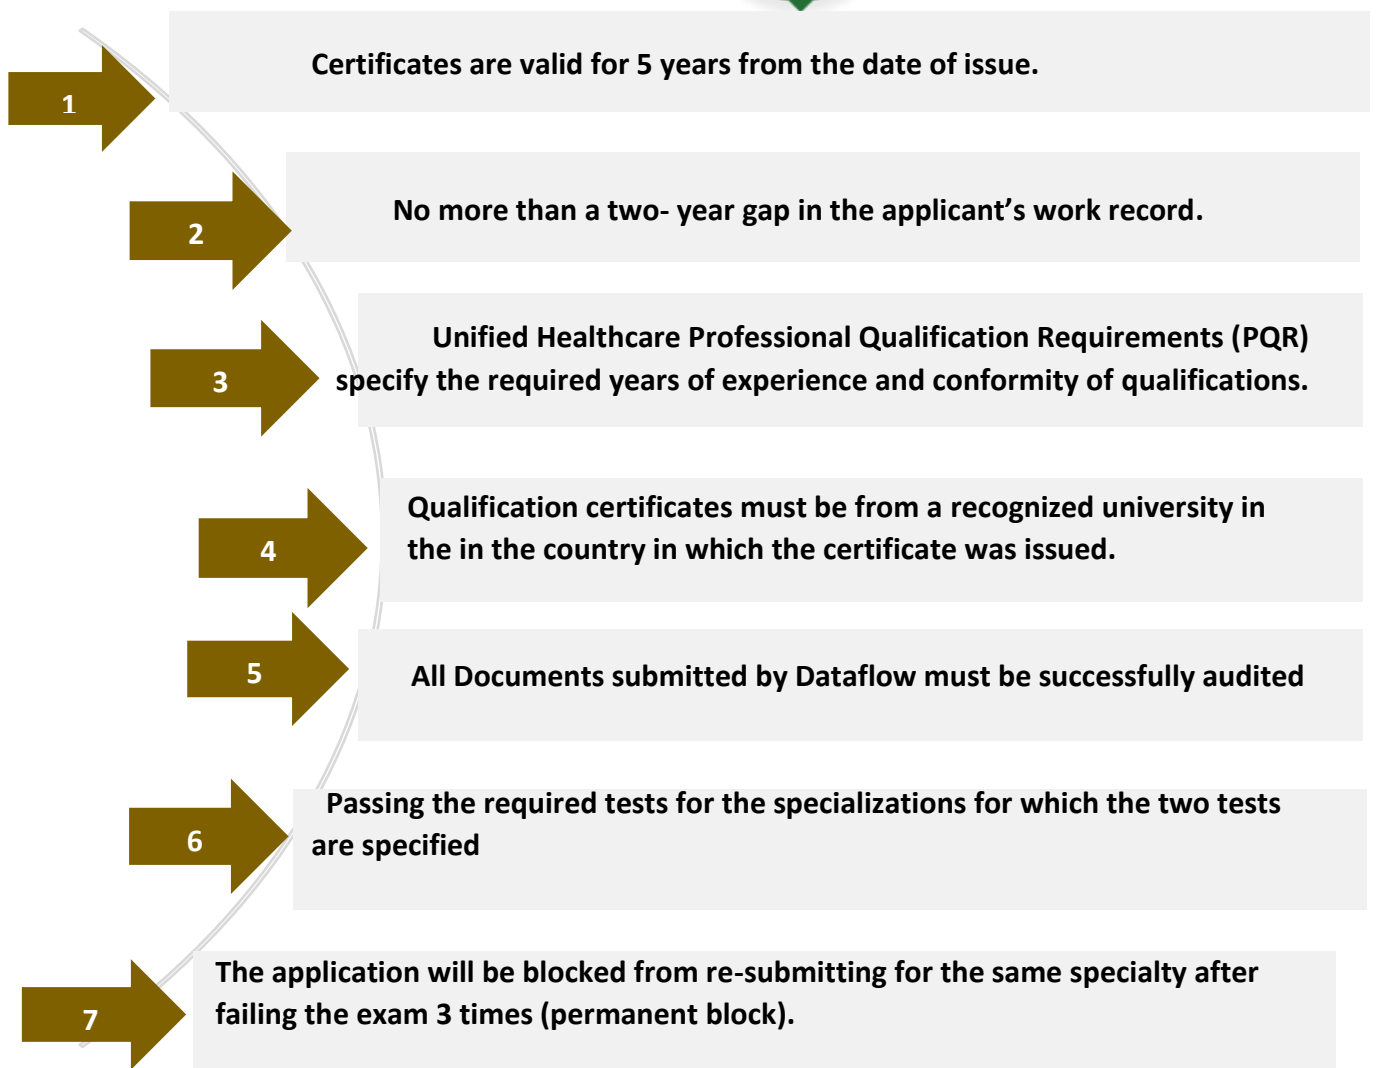 1
Certificates are valid for 5 years from the date of issue.
2
No more than a two- year gap in the applicant’s work record.
3
Unified Healthcare Professional Qualification Requirements (PQR)
specify the required years of experience and conformity of qualifications.
4
Qualification certificates must be from a recognized university in
the in the country in which the certificate was issued.
5
All Documents submitted by Dataflow must be successfully audited
6
Passing the required tests for the specializations for which the two tests
are specified
7
The application will be blocked from re-submitting for the same specialty after
failing the exam 3 times (permanent block).